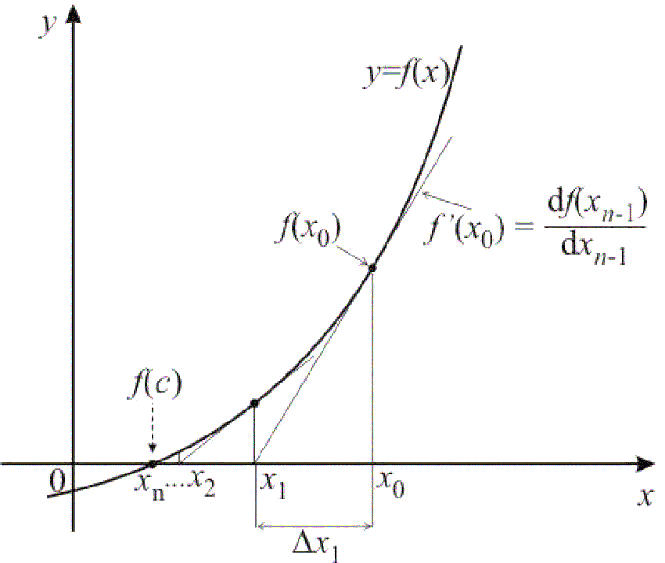 y
y=f(x)
f(x₀)
f'(x₀) = df(xₙ₋₁)/dxₙ₋₁
f(c)
0
xₙ...x₂
x₁
x₀
x
Δx₁